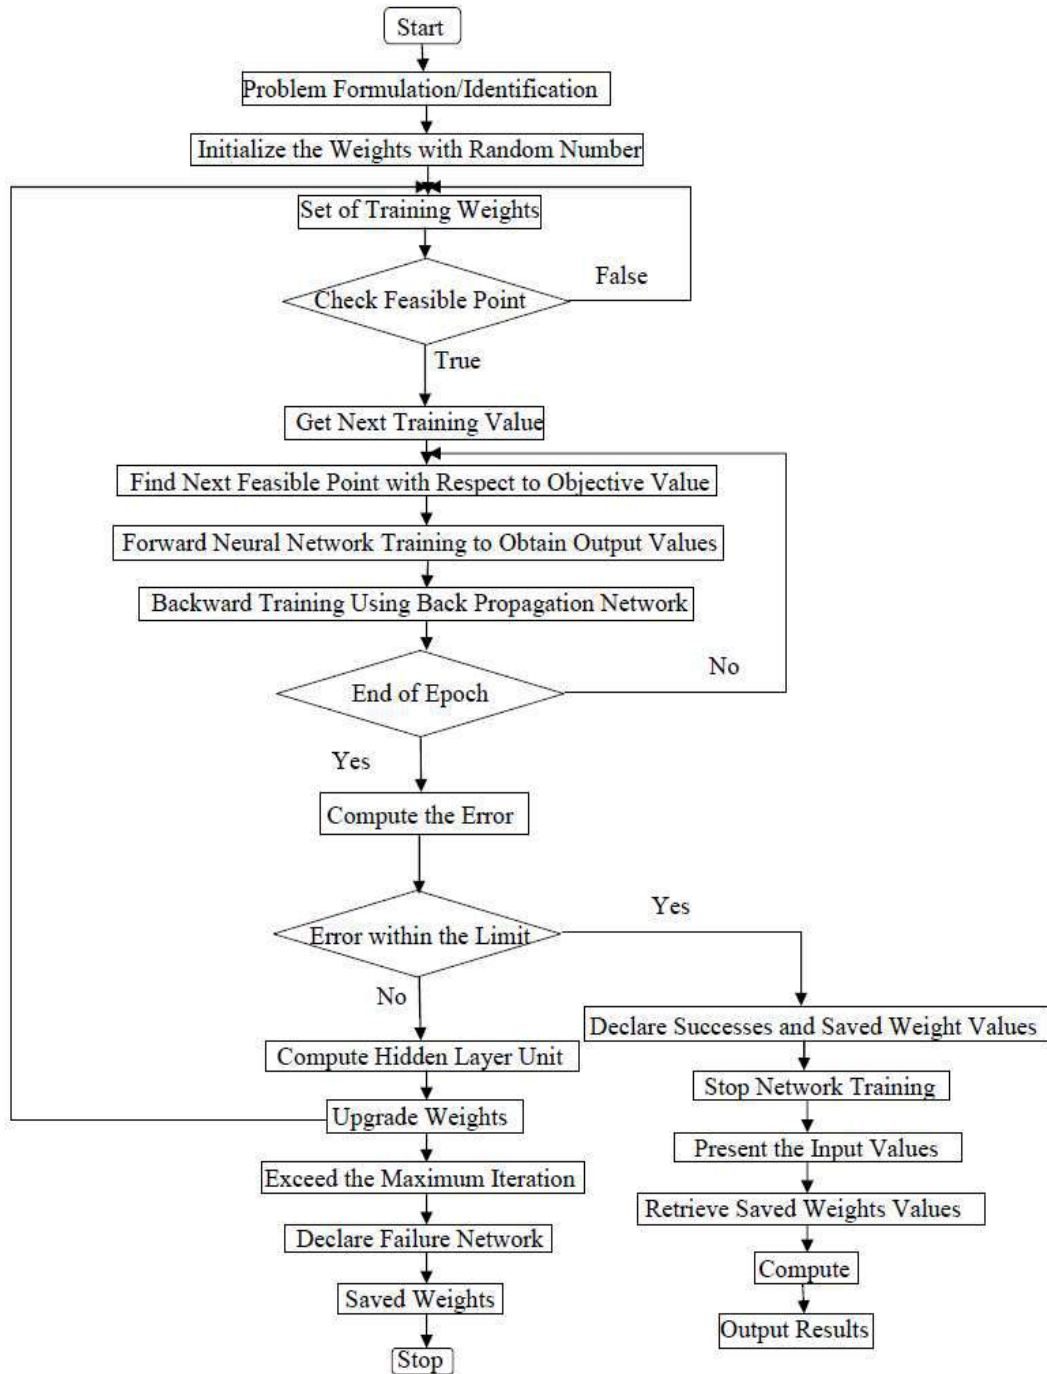 Start
Problem Formulation/Identification
Initialize the Weights with Random Number
Set of Training Weights
False
Check Feasible Point
True
Get Next Training Value
Find Next Feasible Point with Respect to Objective Value
Forward Neural Network Training to Obtain Output Values
Backward Training Using Back Propagation Network
No
End of Epoch
Yes
Compute the Error
Yes
Error within the Limit
No
Declare Successes and Saved Weight Values
Compute Hidden Layer Unit
Stop Network Training
Upgrade Weights
Present the Input Values
Exceed the Maximum Iteration
Retrieve Saved Weights Values
Declare Failure Network
Compute
Saved Weights
Output Results
Stop